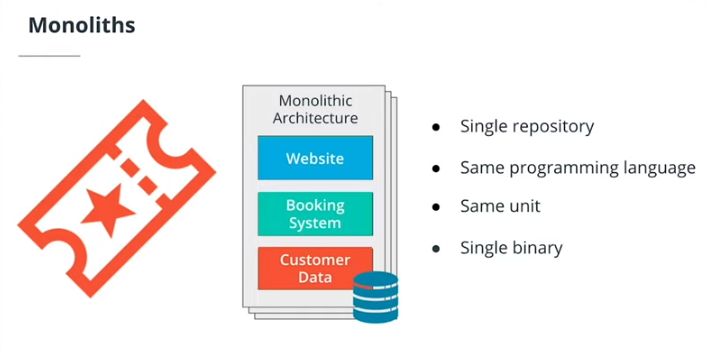 Monoliths
Monolithic
Architecture
Website
Booking
System
Customer
Data
Single repository
Same programming language
Same unit
Single binary